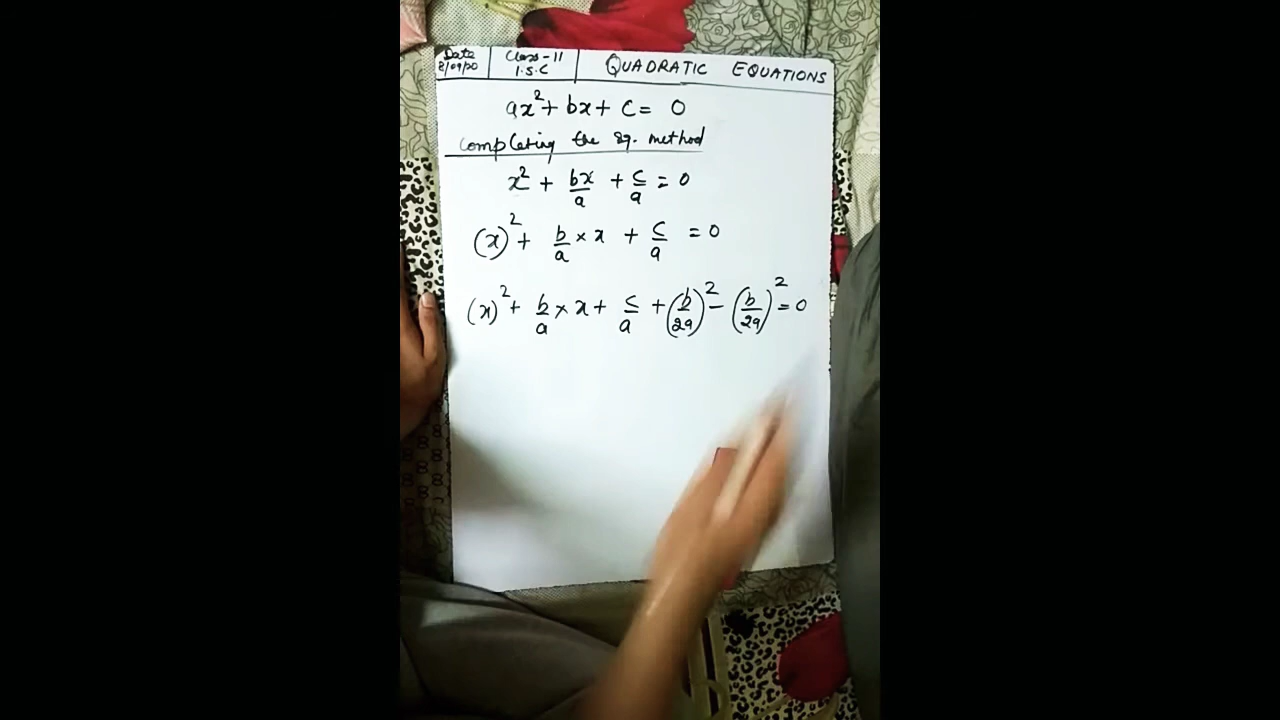 Date 8/09/20 Class-11 I.S.C QUADRATIC EQUATIONS
ax² + bx + c = 0
completing the sq. method
x² + bx/a + c/a = 0
(x)² + b/a × x + c/a = 0
(x)² + b/a × x + c/a + (b/2a)² - (b/2a)² = 0